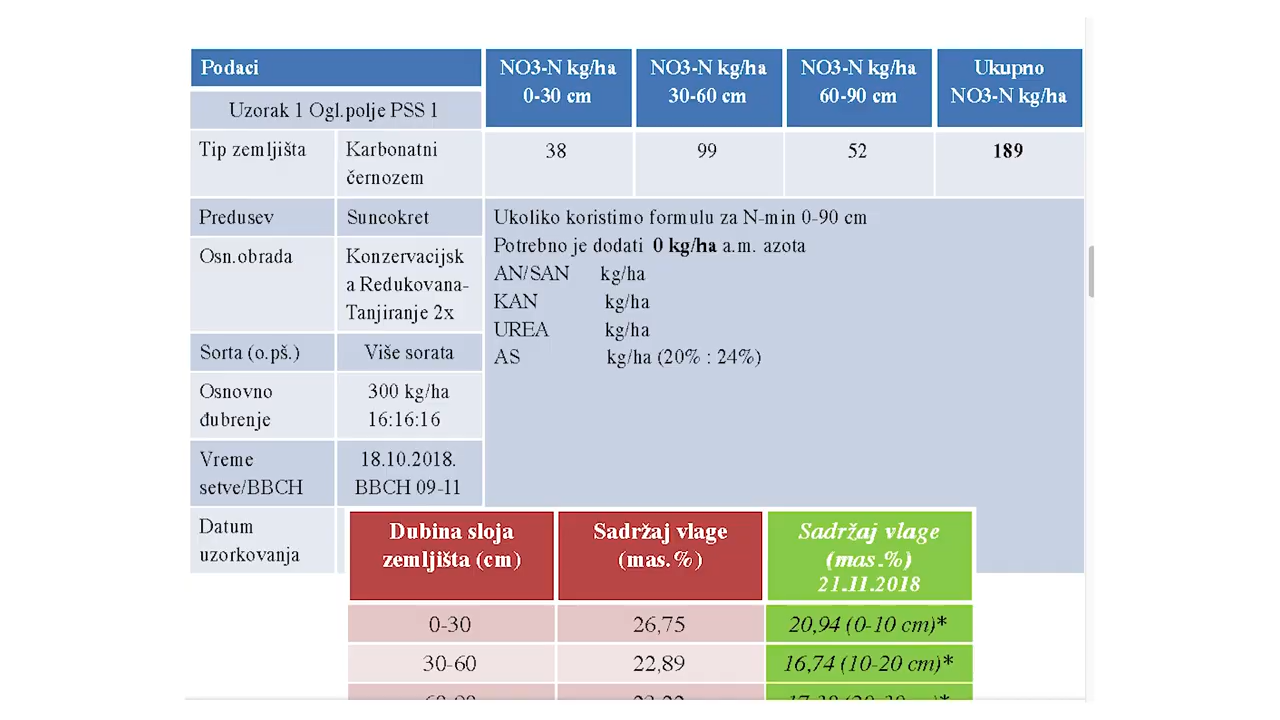 Podaci
NO3-N kg/ha
0-30 cm
NO3-N kg/ha
30-60 cm
NO3-N kg/ha
60-90 cm
Ukupno
NO3-N kg/ha
Uzorak 1 Ogl.polje PSS 1
Tip zemljišta
Karbonatni
černozem
38
99
52
189
Predusev
Suncokret
Osn.obrada
Konzervacijsk
a Redukovana-
Tanjiranje 2x
Sorta (o.pš.)
Više sorata
Osnovno
đubrenje
300 kg/ha
16:16:16
Vreme
setve/BBCH
18.10.2018.
BBCH 09-11
Datum
uzorkovanja
Ukoliko koristimo formulu za N-min 0-90 cm
Potrebno je dodati 0 kg/ha a.m. azota
AN/SAN kg/ha
KAN kg/ha
UREA kg/ha
AS kg/ha (20% : 24%)
Dubina sloja
zemljišta (cm)
Sadržaj vlage
(mas.%)
Sadržaj vlage
(mas.%)
21.11.2018
0-30
26,75
20,94 (0-10 cm)*
30-60
22,89
16,74 (10-20 cm)*